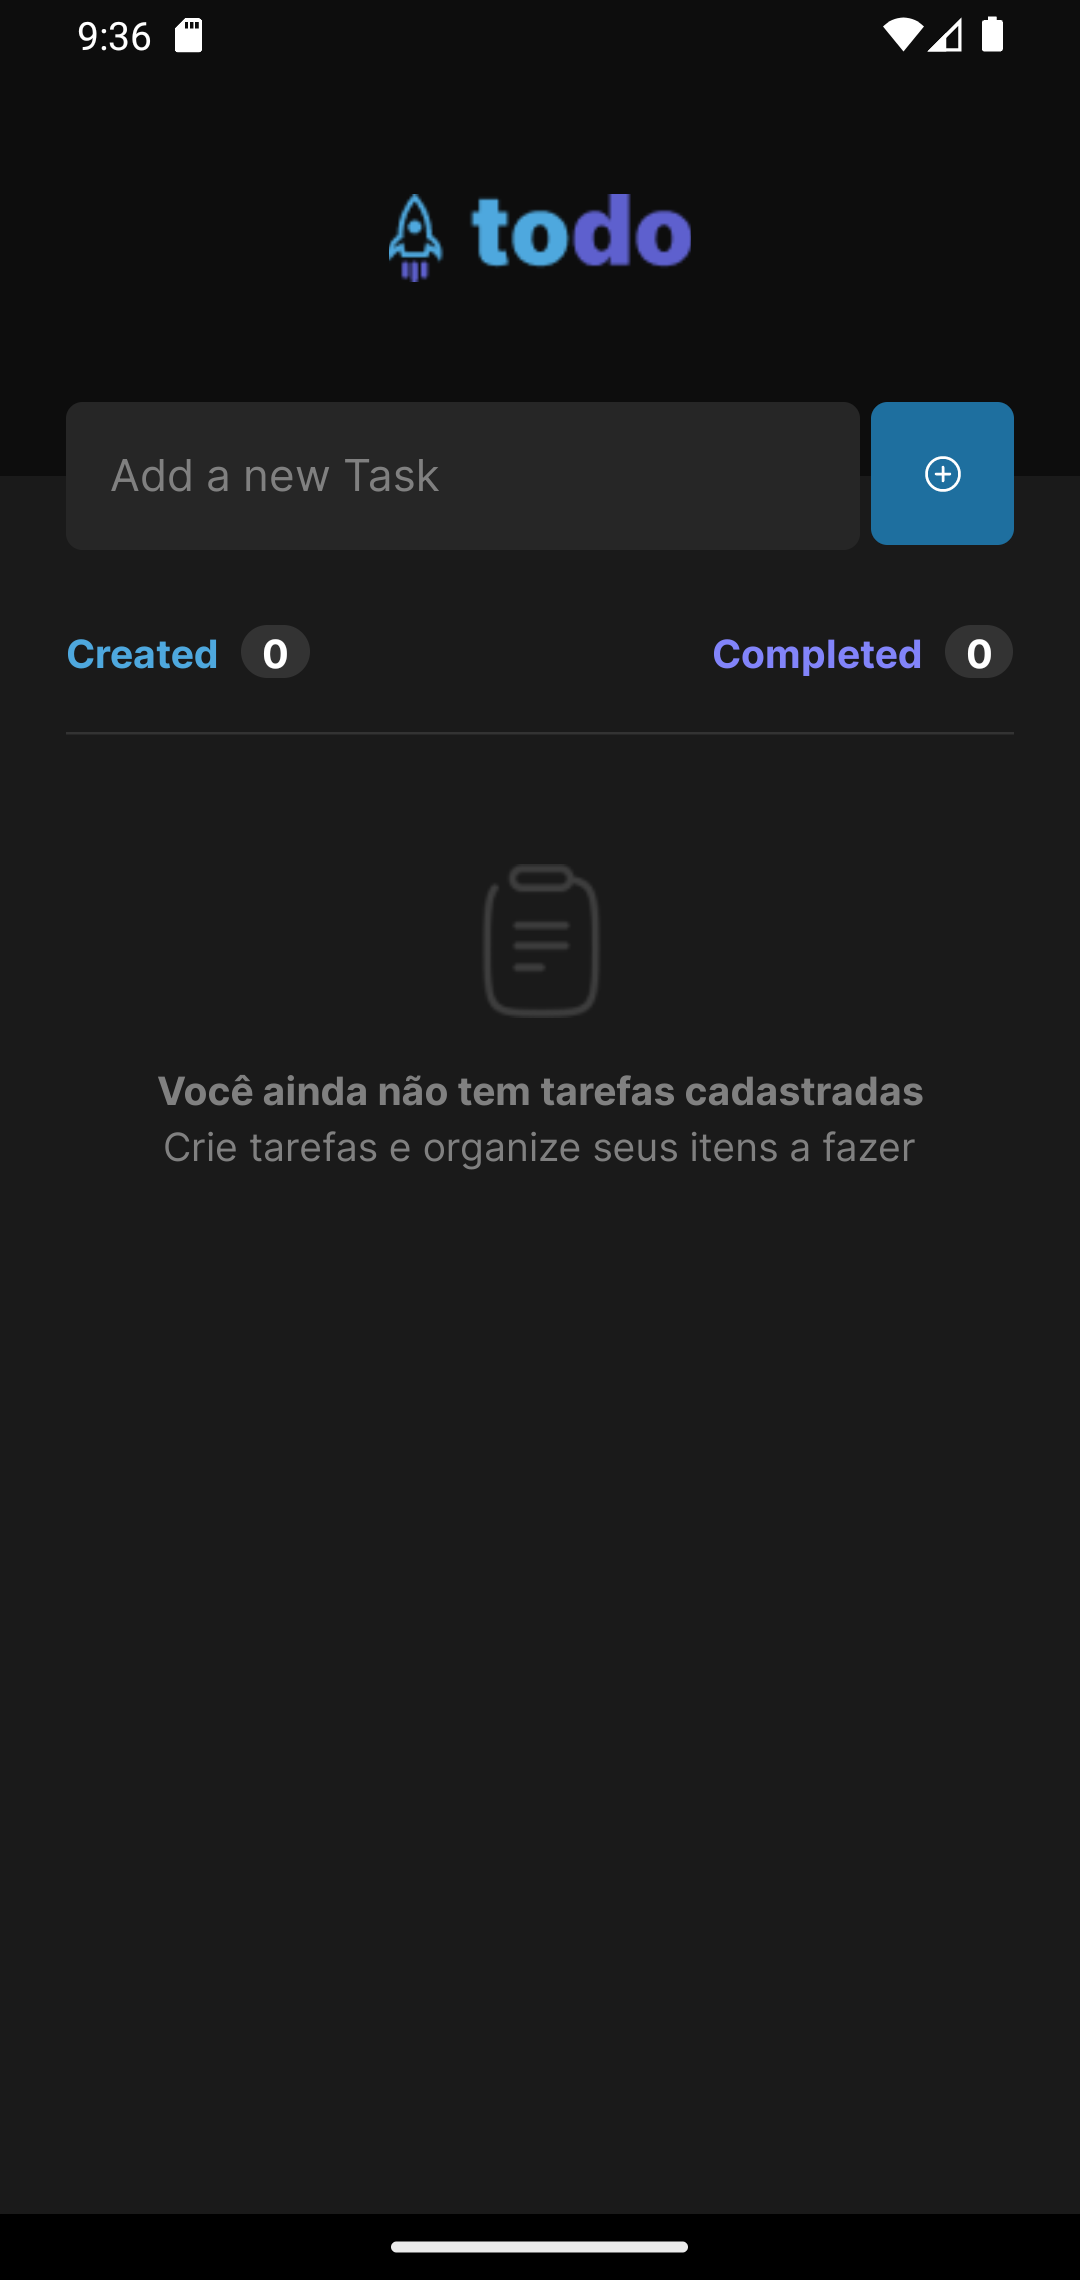 9:36
todo
Add a new Task
Created 0
Completed 0
Você ainda não tem tarefas cadastradas
Crie tarefas e organize seus itens a fazer